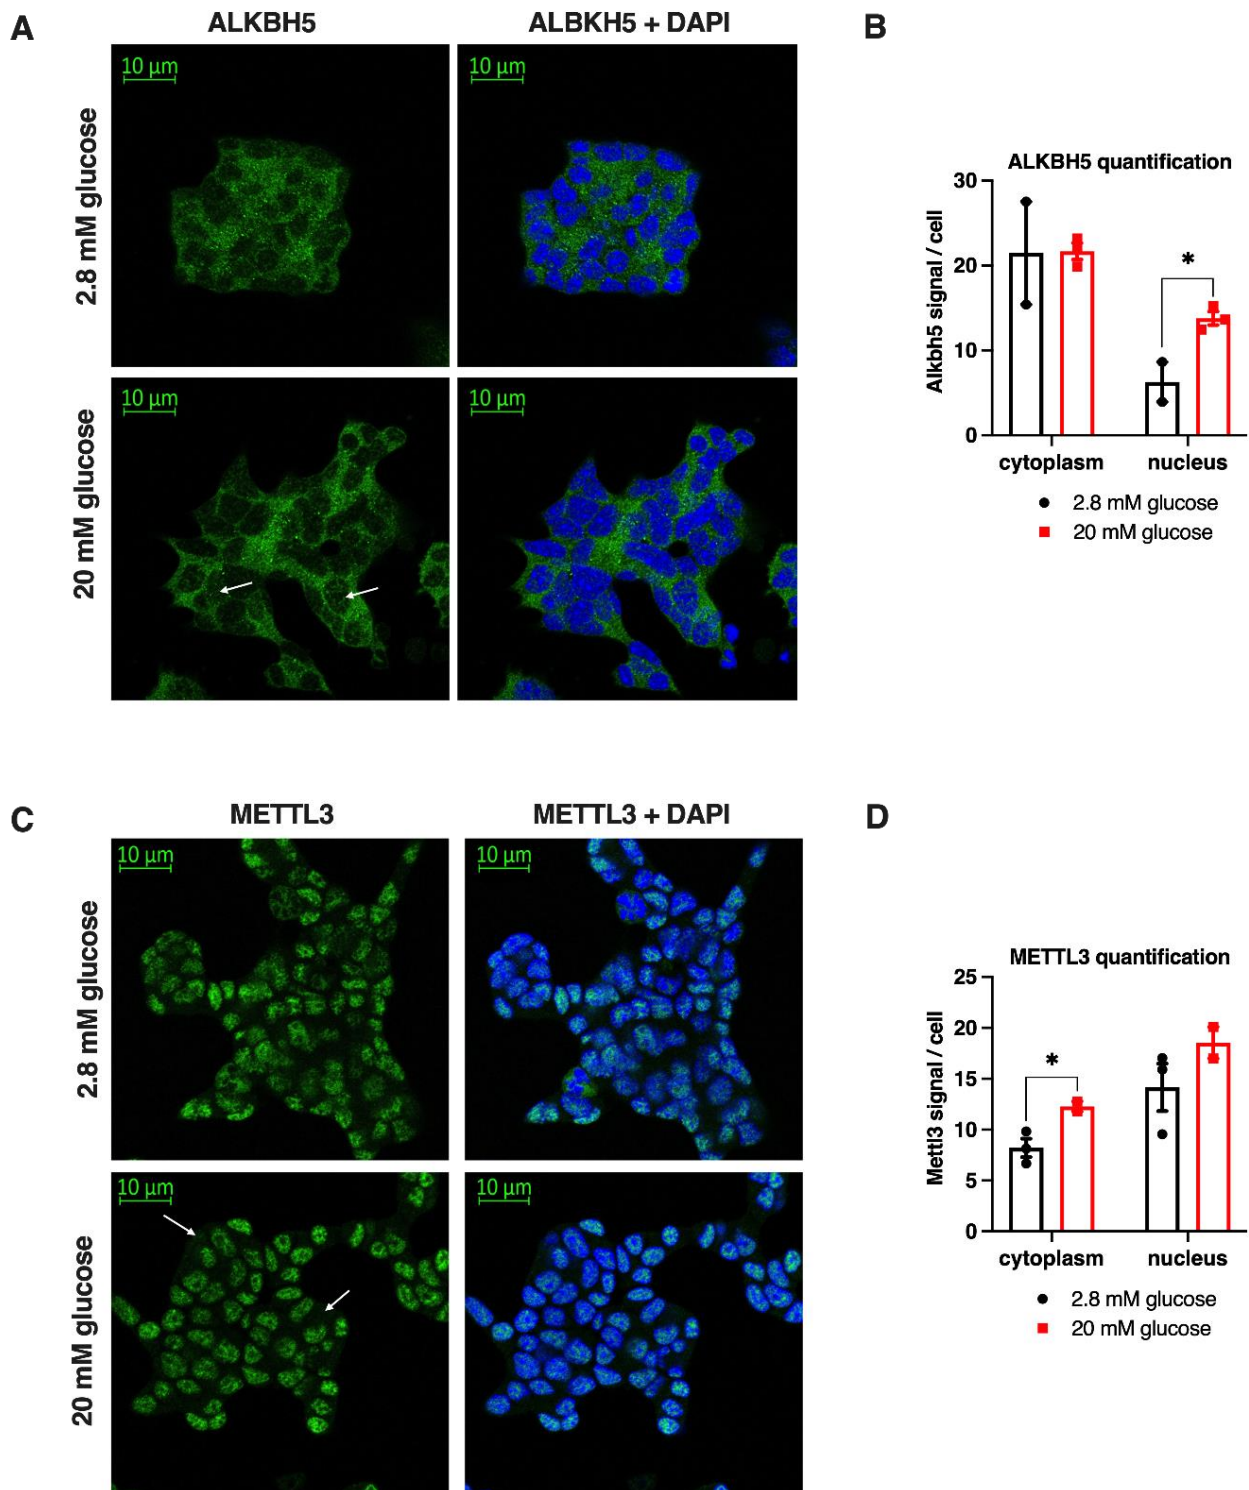 A
ALKBH5
ALBKH5 + DAPI
2.8 mM glucose
10 µm
10 µm
20 mM glucose
10 µm
10 µm
B
ALKBH5 quantification
Alkbh5 signal / cell
30
20
10
0
*
cytoplasm
nucleus
2.8 mM glucose
20 mM glucose
C
METTL3
METTL3 + DAPI
2.8 mM glucose
10 µm
10 µm
20 mM glucose
10 µm
10 µm
D
METTL3 quantification
Mettl3 signal / cell
25
20
15
10
5
0
*
cytoplasm
nucleus
2.8 mM glucose
20 mM glucose